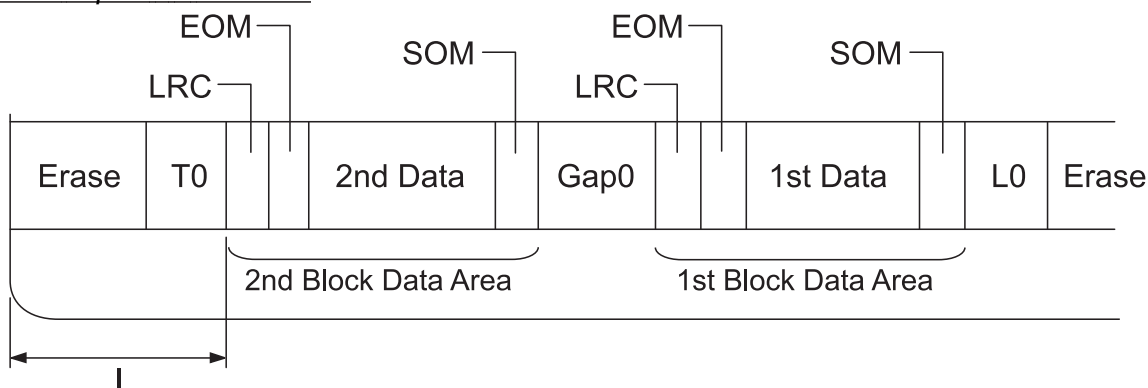 EOM
EOM
SOM
SOM
LRC
LRC
Erase
T0
2nd Data
Gap0
1st Data
L0
Erase
2nd Block Data Area
1st Block Data Area